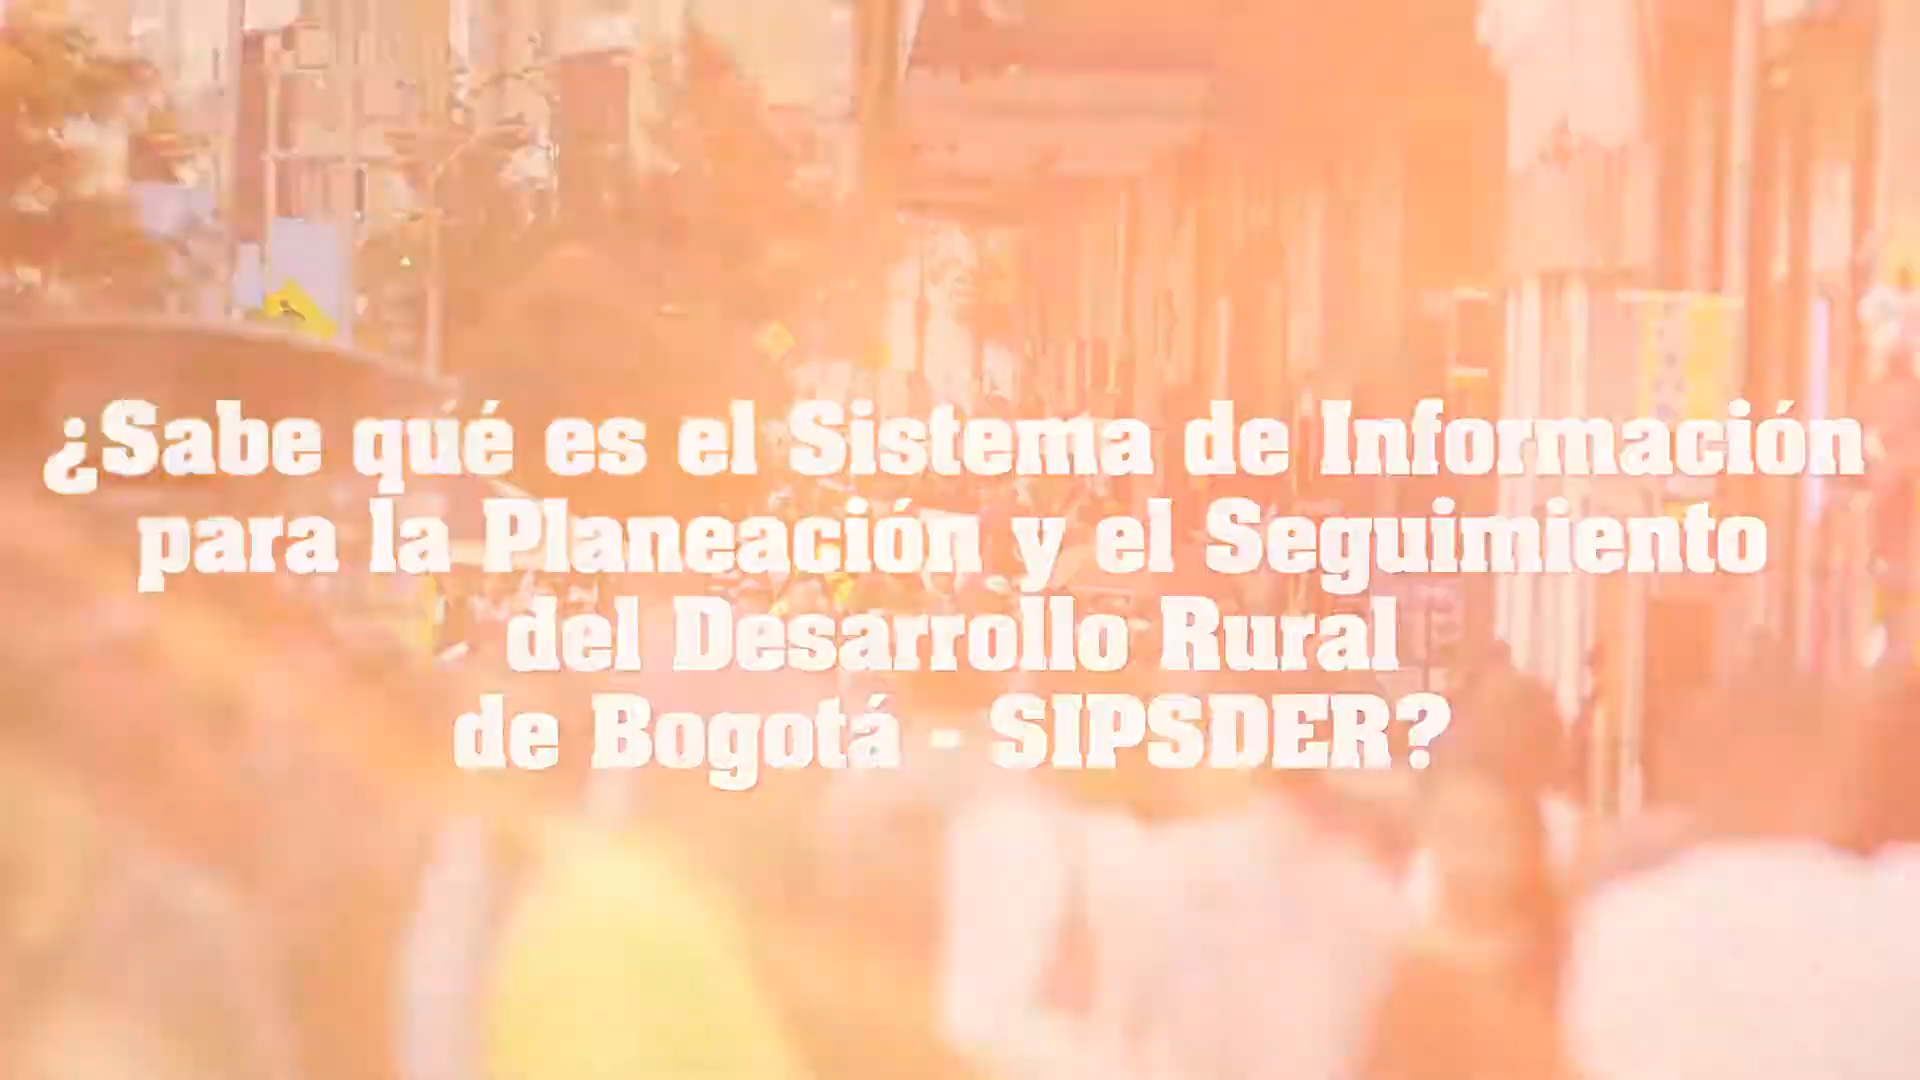 ¿Sabe qué es el Sistema de Información
para la Planeación y el Seguimiento
del Desarrollo Rural
de Bogotá - SIPSDER?